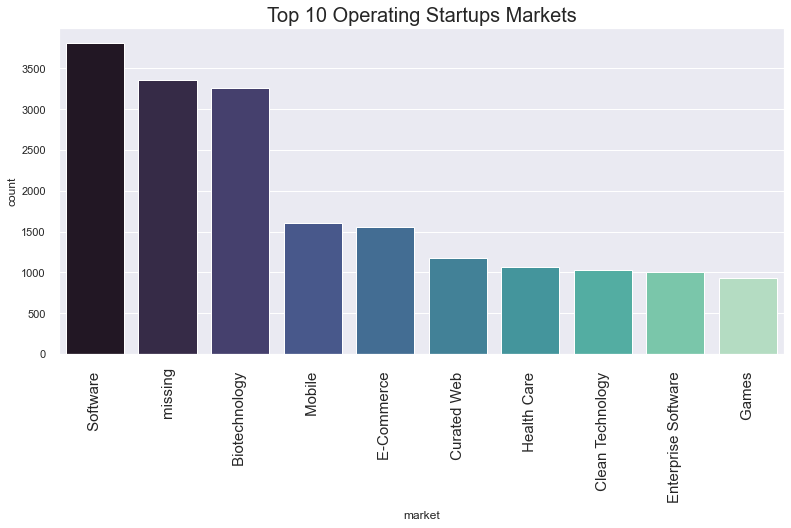 Top 10 Operating Startups Markets
count
3500
3000
2500
2000
1500
1000
500
0
Software
missing
Biotechnology
Mobile
E-Commerce
Curated Web
Health Care
Clean Technology
Enterprise Software
Games
market